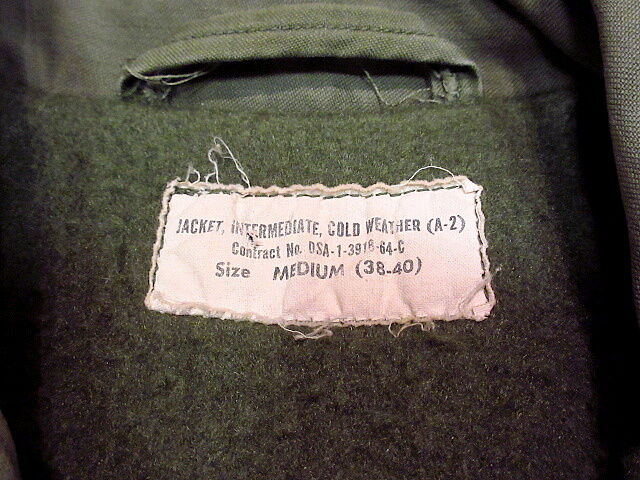 JACKET, INTERMEDIATE, COLD WEATHER (A-2)
Contract No. DSA-1-3916-64-C
Size MEDIUM (38-40)